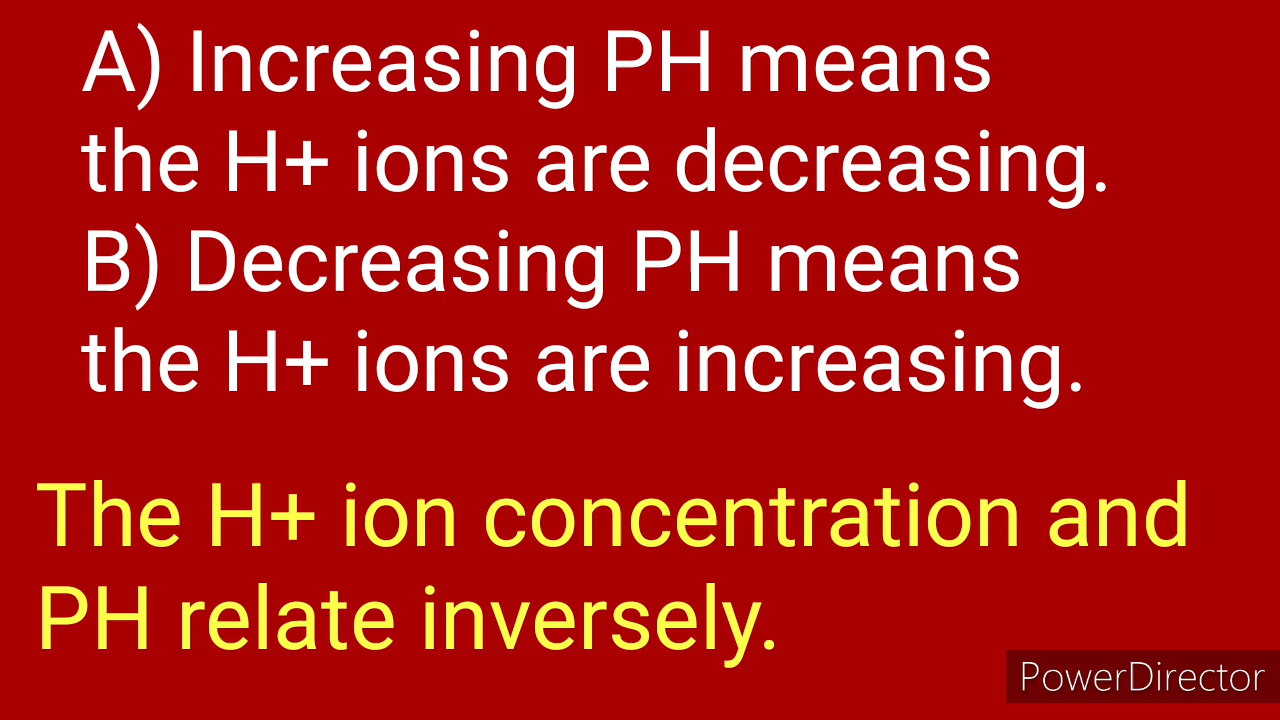 A) Increasing PH means
the H+ ions are decreasing.
B) Decreasing PH means
the H+ ions are increasing.
The H+ ion concentration and
PH relate inversely.
PowerDirector